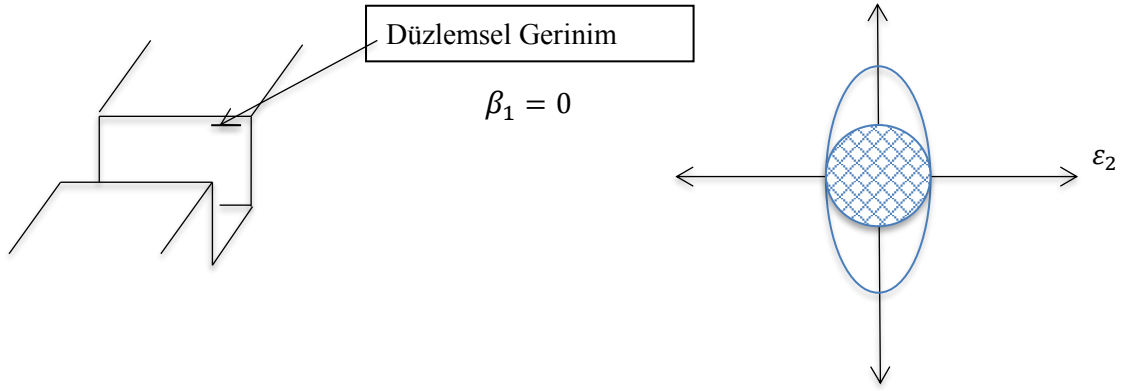 Düzlemsel Gerinim
𝛽₁ = 0
𝜀₂